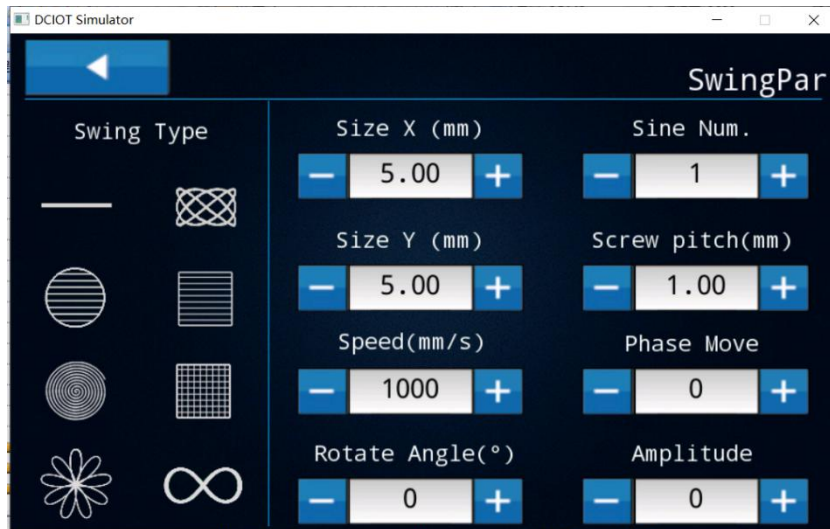 DCIOT Simulator
SwingPar
Swing Type
Size X (mm)
5.00
Sine Num.
1
Size Y (mm)
5.00
Screw pitch(mm)
1.00
Speed(mm/s)
1000
Phase Move
0
Rotate Angle(°)
0
Amplitude
0